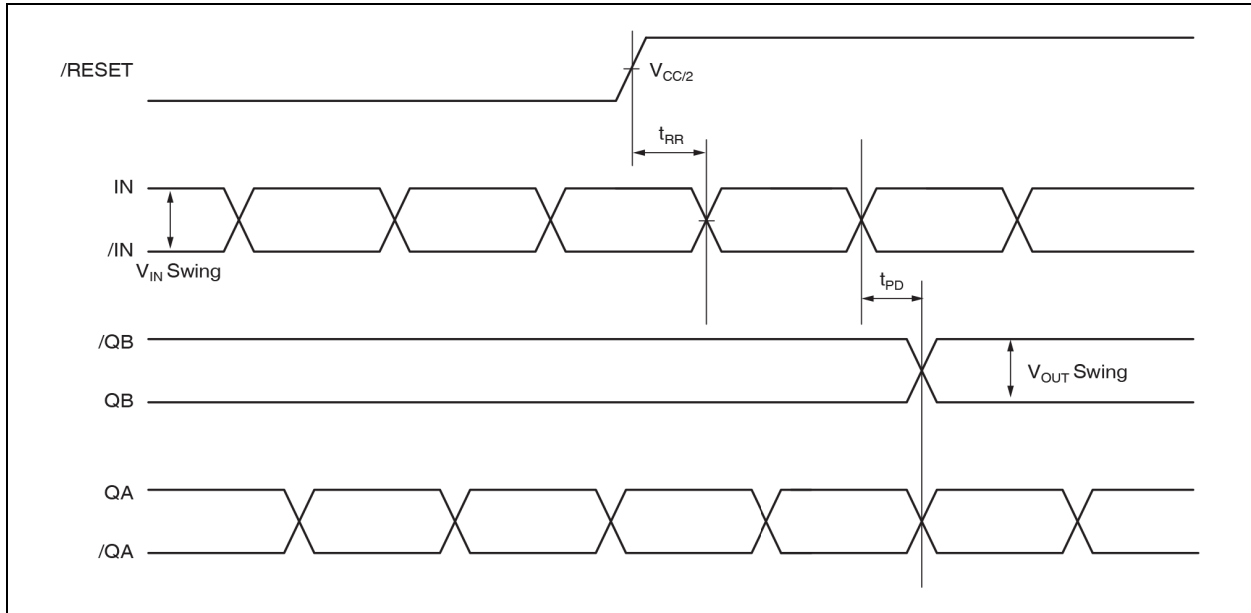 /RESET
VCC/2
tRR
IN
/IN
VIN Swing
tPD
/QB
QB
VOUT Swing
QA
/QA